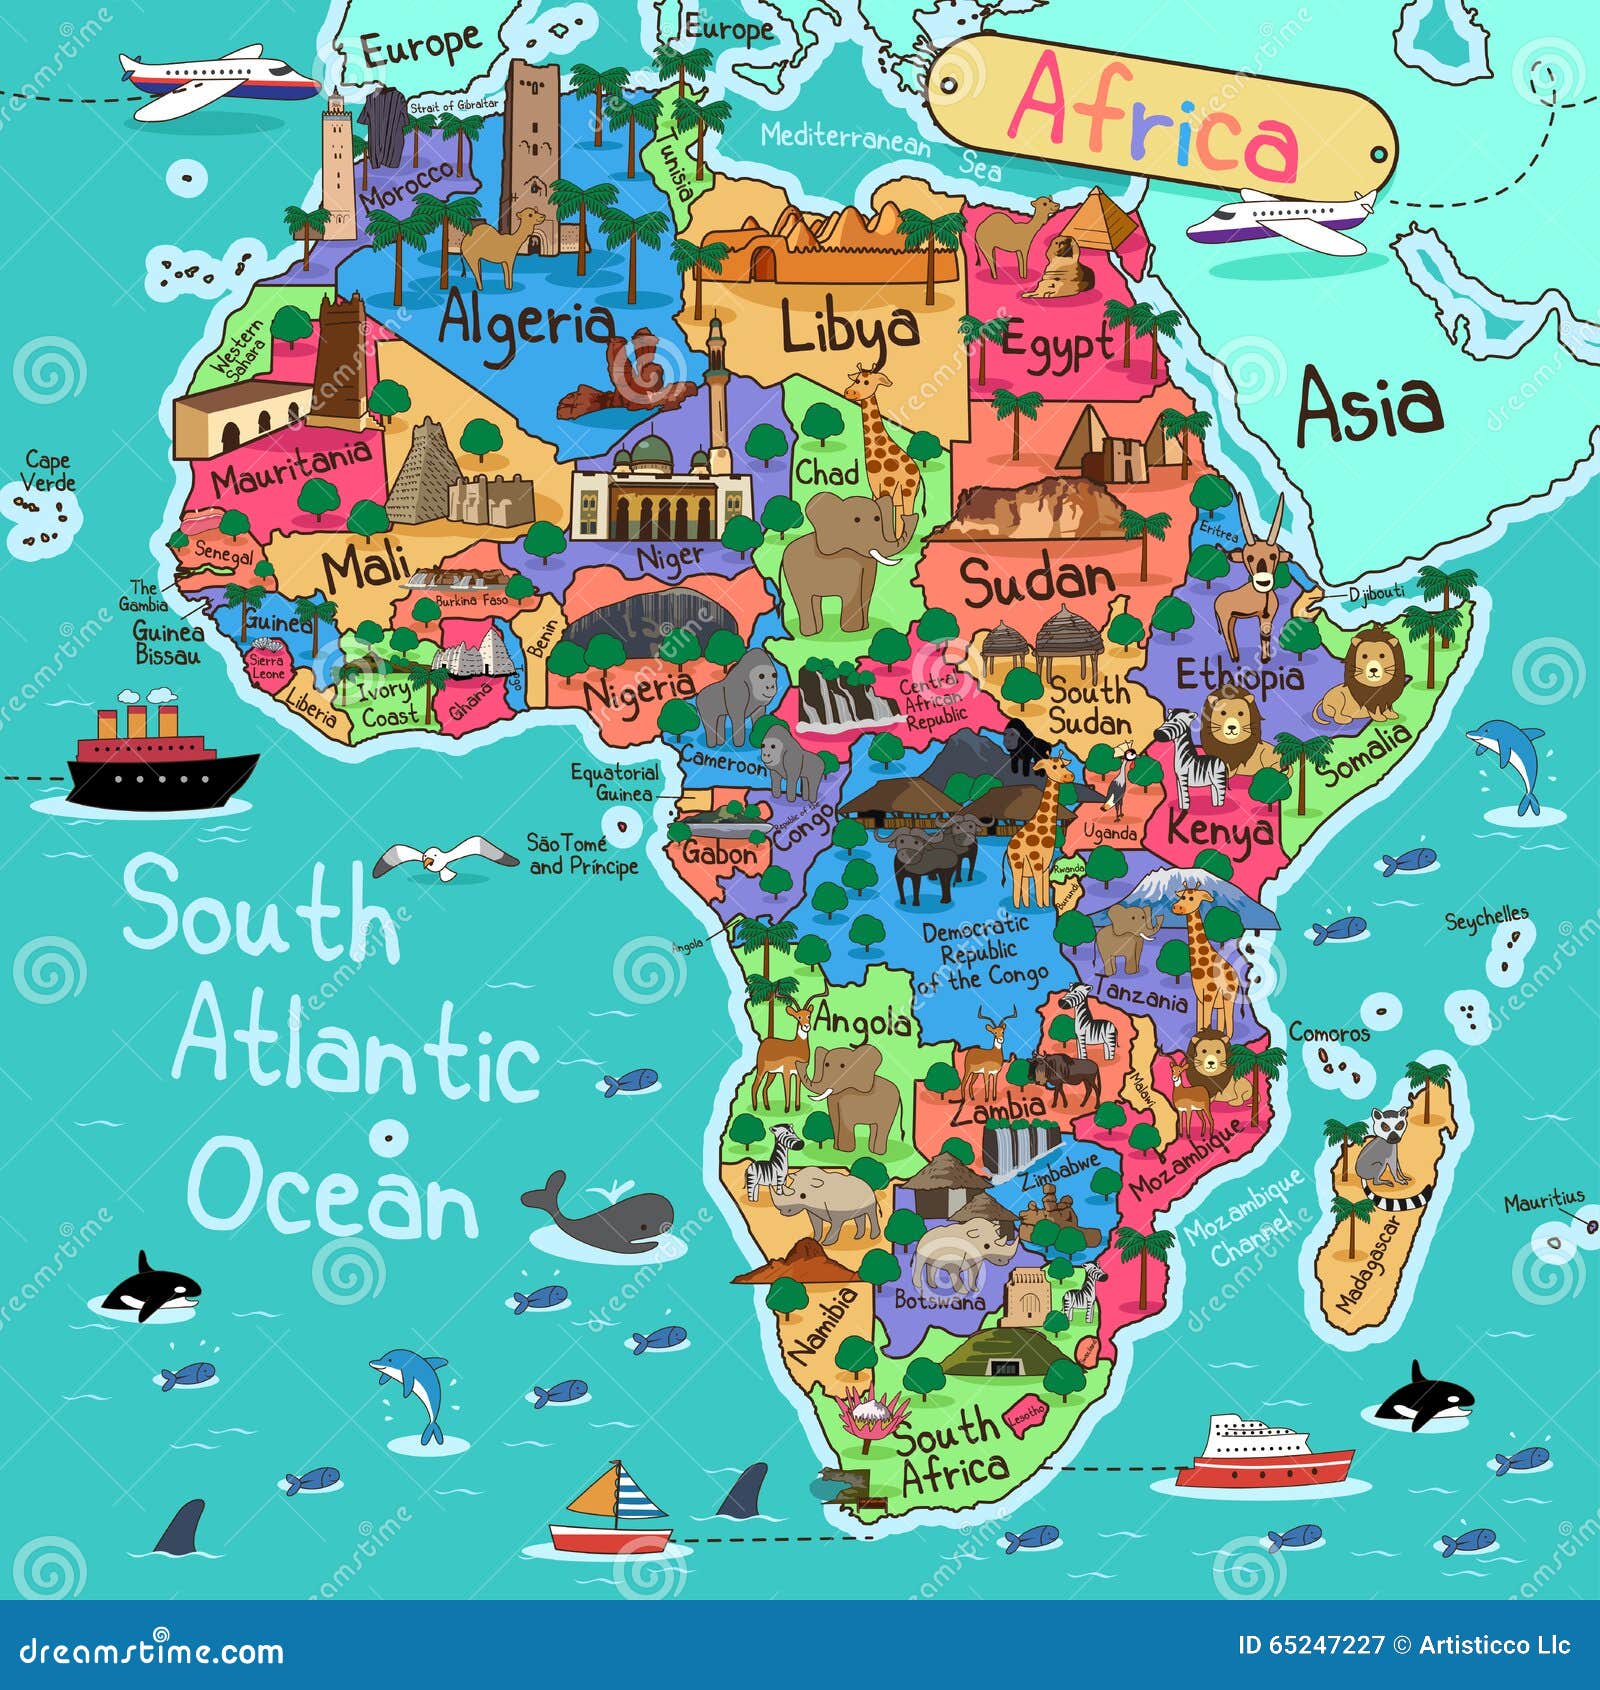 Europe
Europe
Africa
Strait of Gibraltar
Mediterranean
Sea
Morocco
Tunisia
Algeria
Libya
Egypt
Western
Sahara
Asia
Mauritania
Chad
Cape
Verde
Senegal
Mali
Niger
Sudan
Eritrea
Burkina Faso
Djibouti
The
Gambia
Guinea
Guinea
Bissau
Benin
Sierra
Leone
Togo
Liberia
Ivory
Coast
Ghana
Nigeria
Central
African
Republic
South
Sudan
Ethiopia
Somalia
Cameroon
Equatorial
Guinea
Republic of the
Congo
Uganda
Kenya
São Tomé
and Príncipe
Gabon
Rwanda
Burundi
South
Atlantic
Ocean
Angola
Democratic
Republic
of the Congo
Tanzania
Seychelles
Angola
Comoros
Zambia
Malawi
Mozambique
Zimbabwe
Mozambique
Channel
Madagascar
Mauritius
Botswana
Namibia
Lesotho
South
Africa
dreamstime.com
ID 65247227 © Artisticco Llc